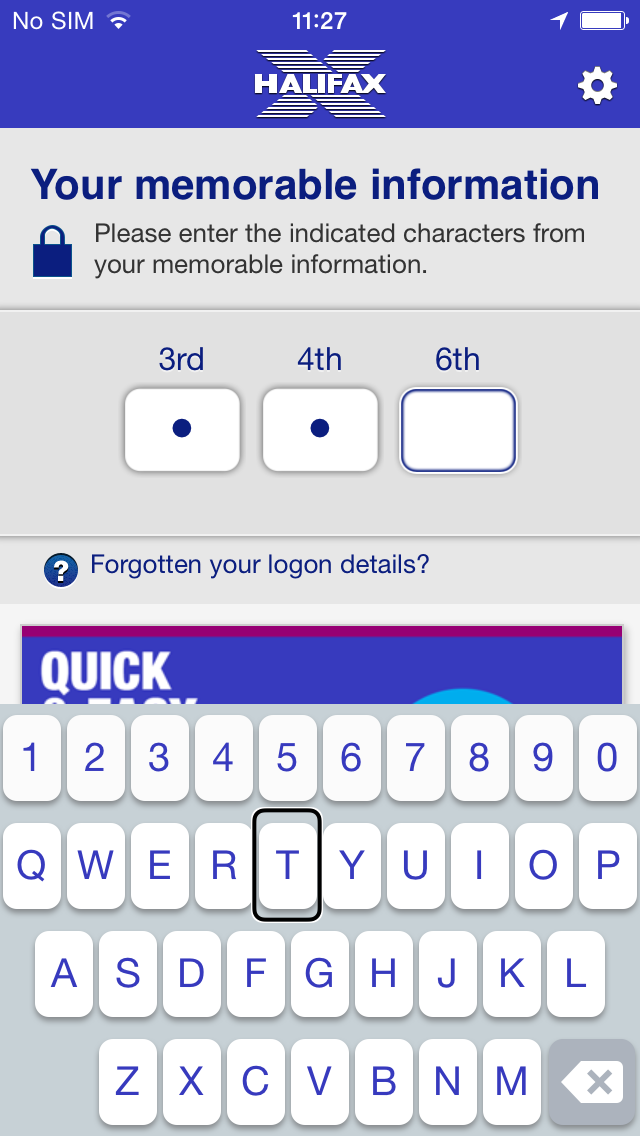 No SIM 11:27
HALIFAX
Your memorable information
Please enter the indicated characters from
your memorable information.
3rd 4th 6th
? Forgotten your logon details?
QUICK
& EASY
1 2 3 4 5 6 7 8 9 0
Q W E R T Y U I O P
A S D F G H J K L
Z X C V B N M